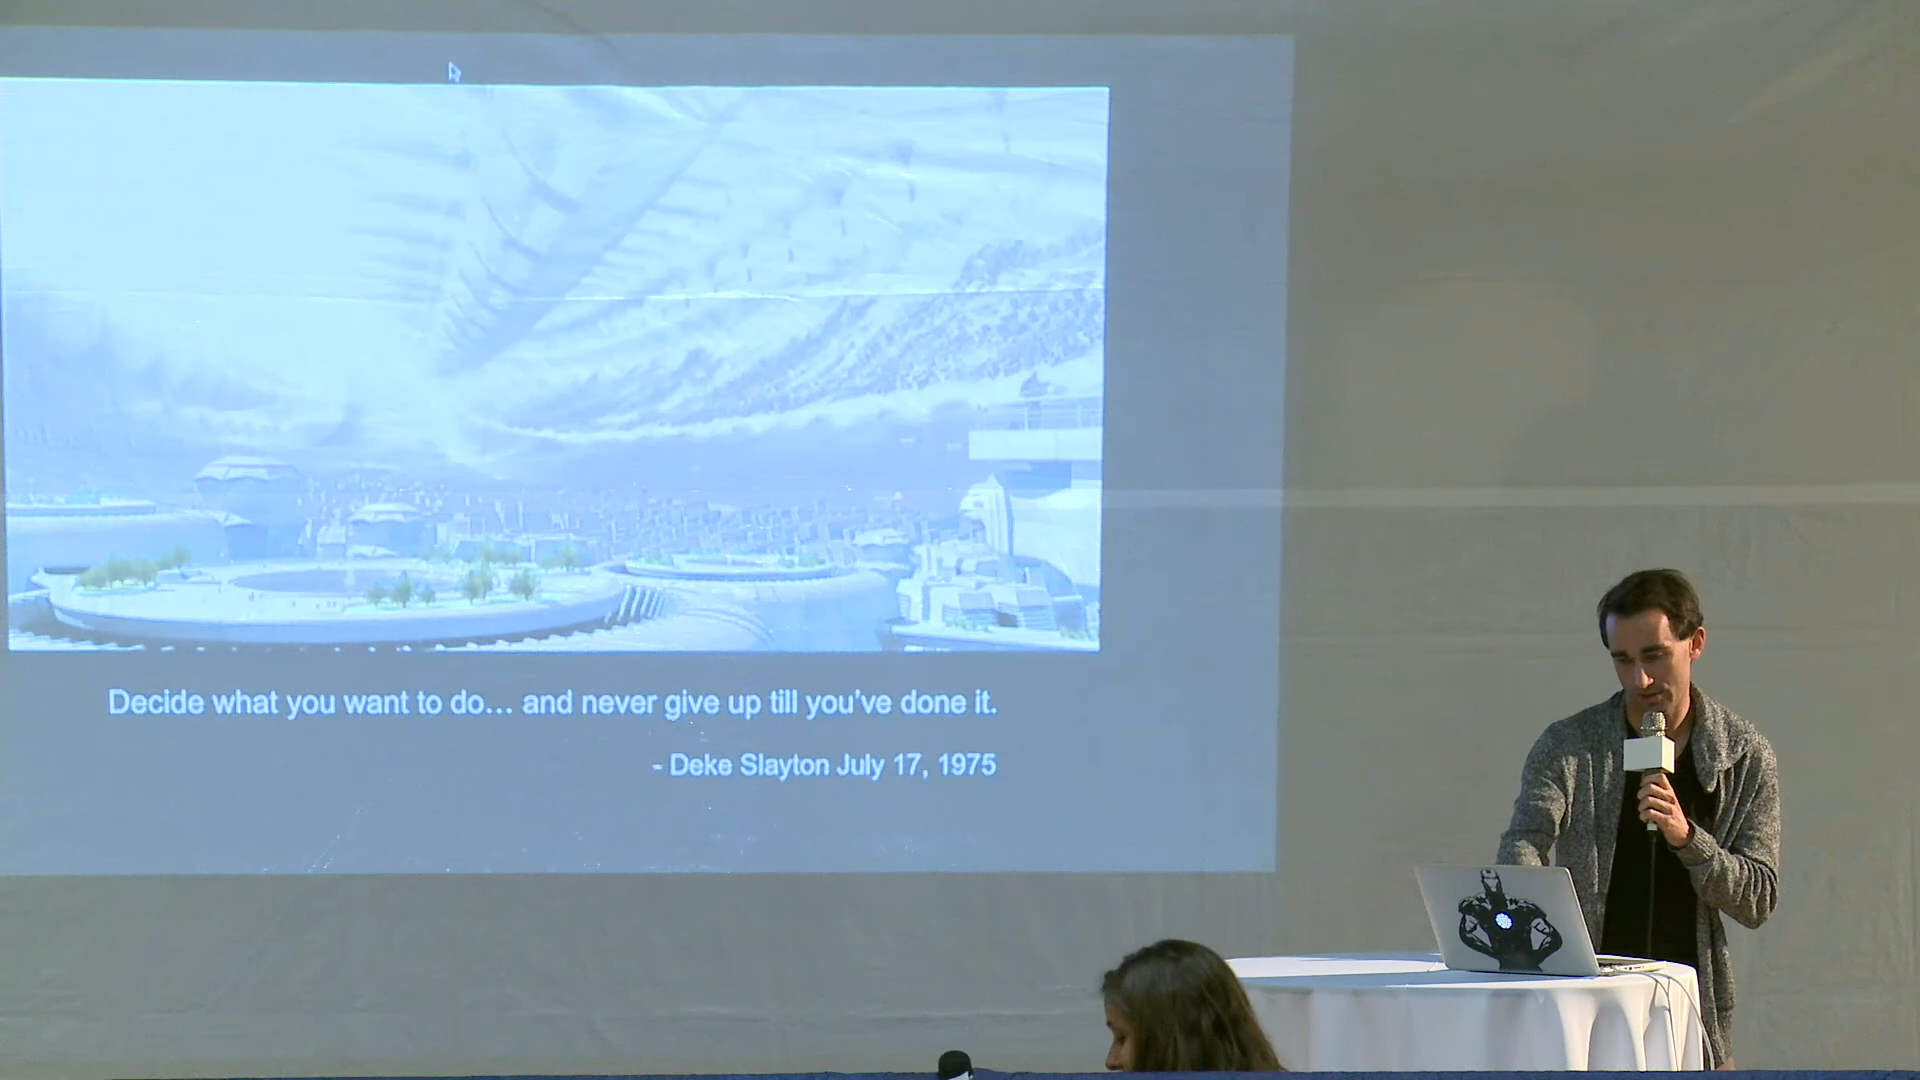 Decide what you want to do... and never give up till you've done it.
- Deke Slayton July 17, 1975